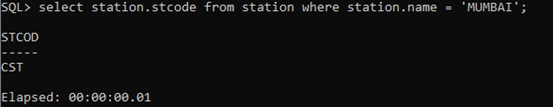 SQL> select station.stcode from station where station.name = 'MUMBAI';
STCOD
-----
CST
Elapsed: 00:00:00.01